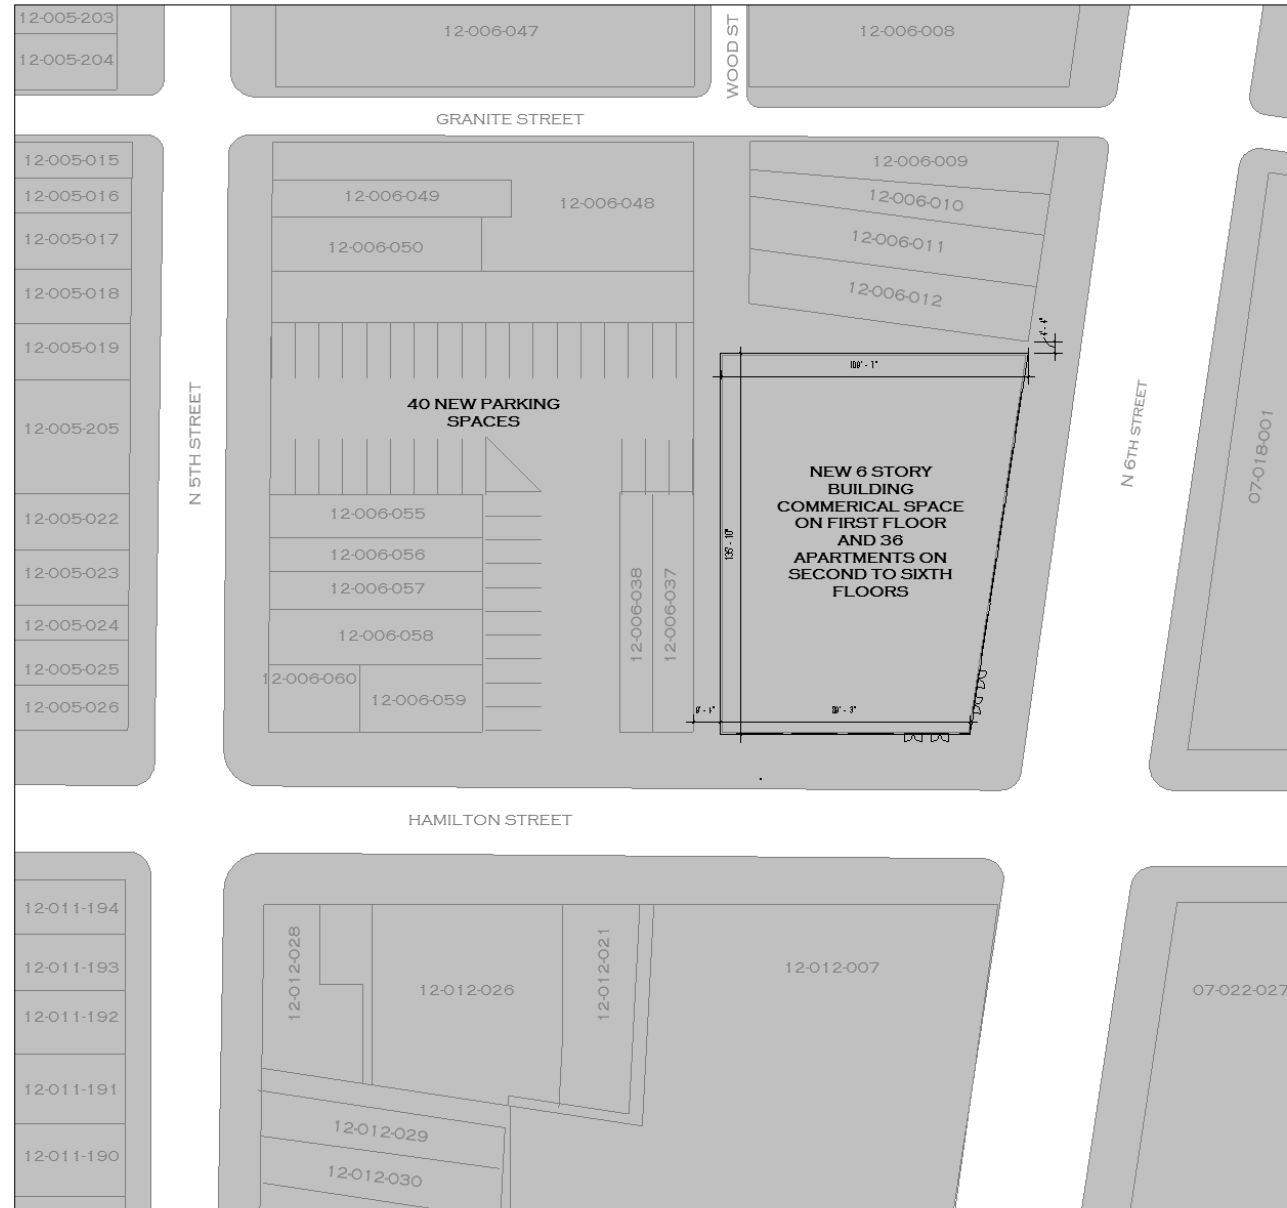 12-005-203
12-005-204
12-006-047
WOOD ST
12-006-008
GRANITE STREET
12-005-015
12-005-016
12-005-017
12-005-018
12-005-019
12-005-205
12-005-022
12-005-023
12-005-024
12-005-025
12-005-026
N 5TH STREET
12-006-049
12-006-048
12-006-050
12-006-009
12-006-010
12-006-011
12-006-012
4' - 4"
109' - 1"
40 NEW PARKING
SPACES
NEW 6 STORY
BUILDING
COMMERICAL SPACE
ON FIRST FLOOR
AND 36
APARTMENTS ON
SECOND TO SIXTH
FLOORS
N 6TH STREET
07-018-001
12-006-055
12-006-056
12-006-057
12-006-058
12-006-060
12-006-059
12-006-038
12-006-037
HAMILTON STREET
12-011-194
12-011-193
12-011-192
12-011-191
12-011-190
12-012-028
12-012-026
12-012-021
12-012-007
07-022-027
12-012-029
12-012-030